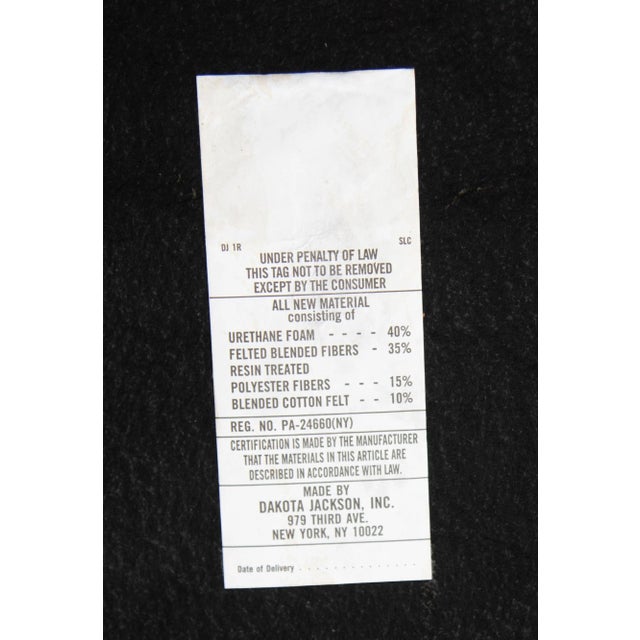 DJ 1R SLC
UNDER PENALTY OF LAW
THIS TAG NOT TO BE REMOVED
EXCEPT BY THE CONSUMER
ALL NEW MATERIAL
consisting of
URETHANE FOAM - - - - 40%
FELTED BLENDED FIBERS - 35%
RESIN TREATED
POLYESTER FIBERS - - - 15%
BLENDED COTTON FELT - - 10%
REG. NO. PA-24660(NY)
CERTIFICATION IS MADE BY THE MANUFACTURER
THAT THE MATERIALS IN THIS ARTICLE ARE
DESCRIBED IN ACCORDANCE WITH LAW.
MADE BY
DAKOTA JACKSON, INC.
979 THIRD AVE.
NEW YORK, NY 10022
Date of Delivery . . . . . . . . . . . . . .